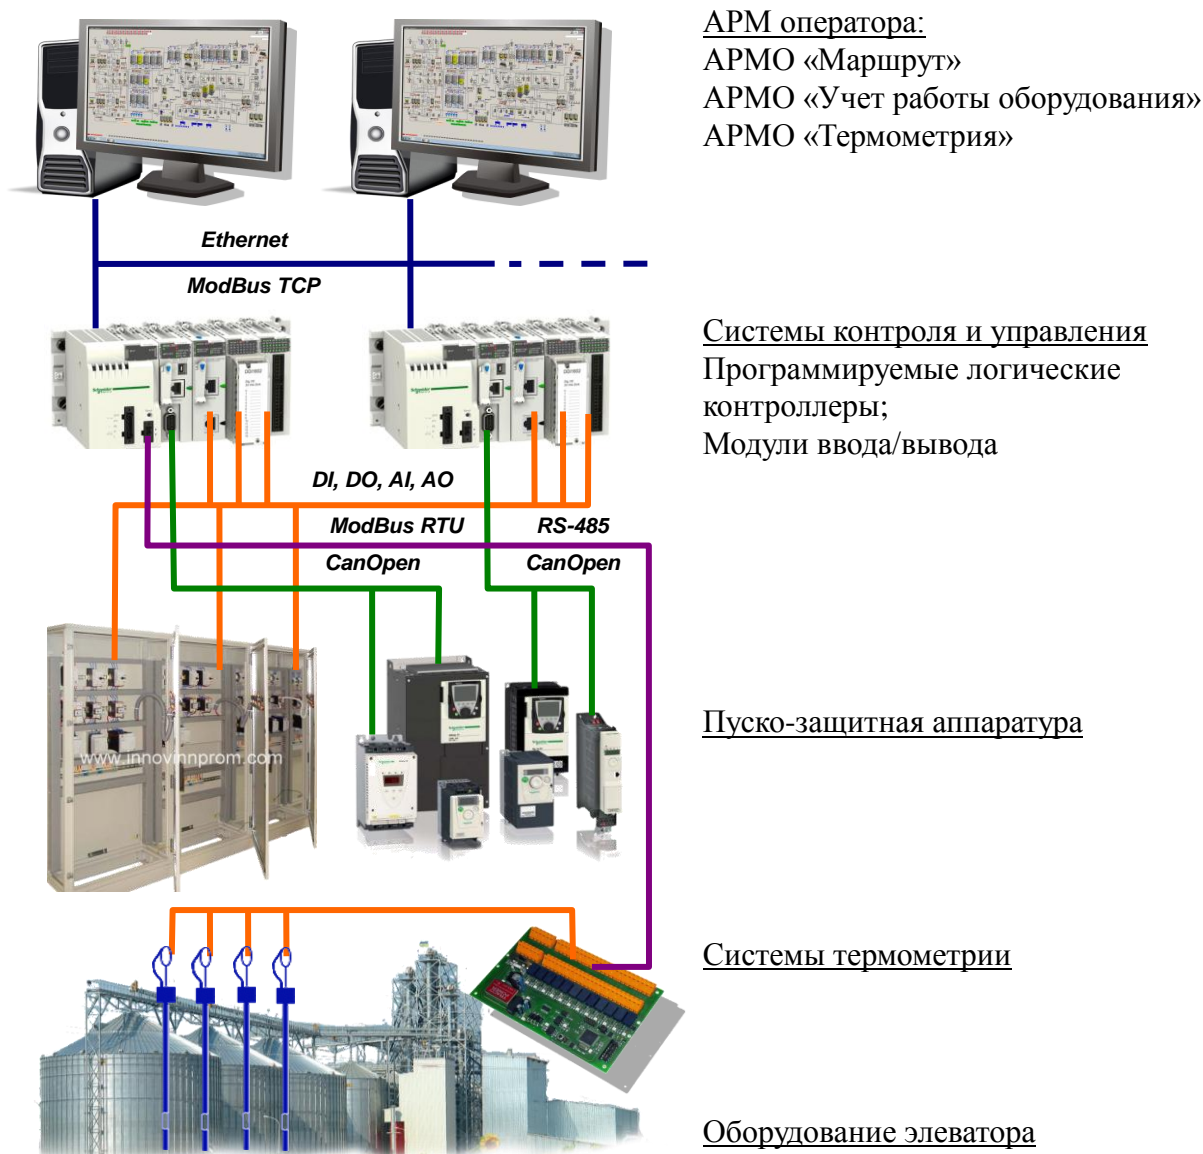 АРМ оператора:
АРМО «Маршрут»
АРМО «Учет работы оборудования»
АРМО «Термометрия»
Ethernet
ModBus TCP
Системы контроля и управления
Программируемые логические
контроллеры;
Модули ввода/вывода
DI, DO, AI, AO
ModBus RTU RS-485
CanOpen CanOpen
Пуско-защитная аппаратура
www.innovinnprom.com
Системы термометрии
Оборудование элеватора